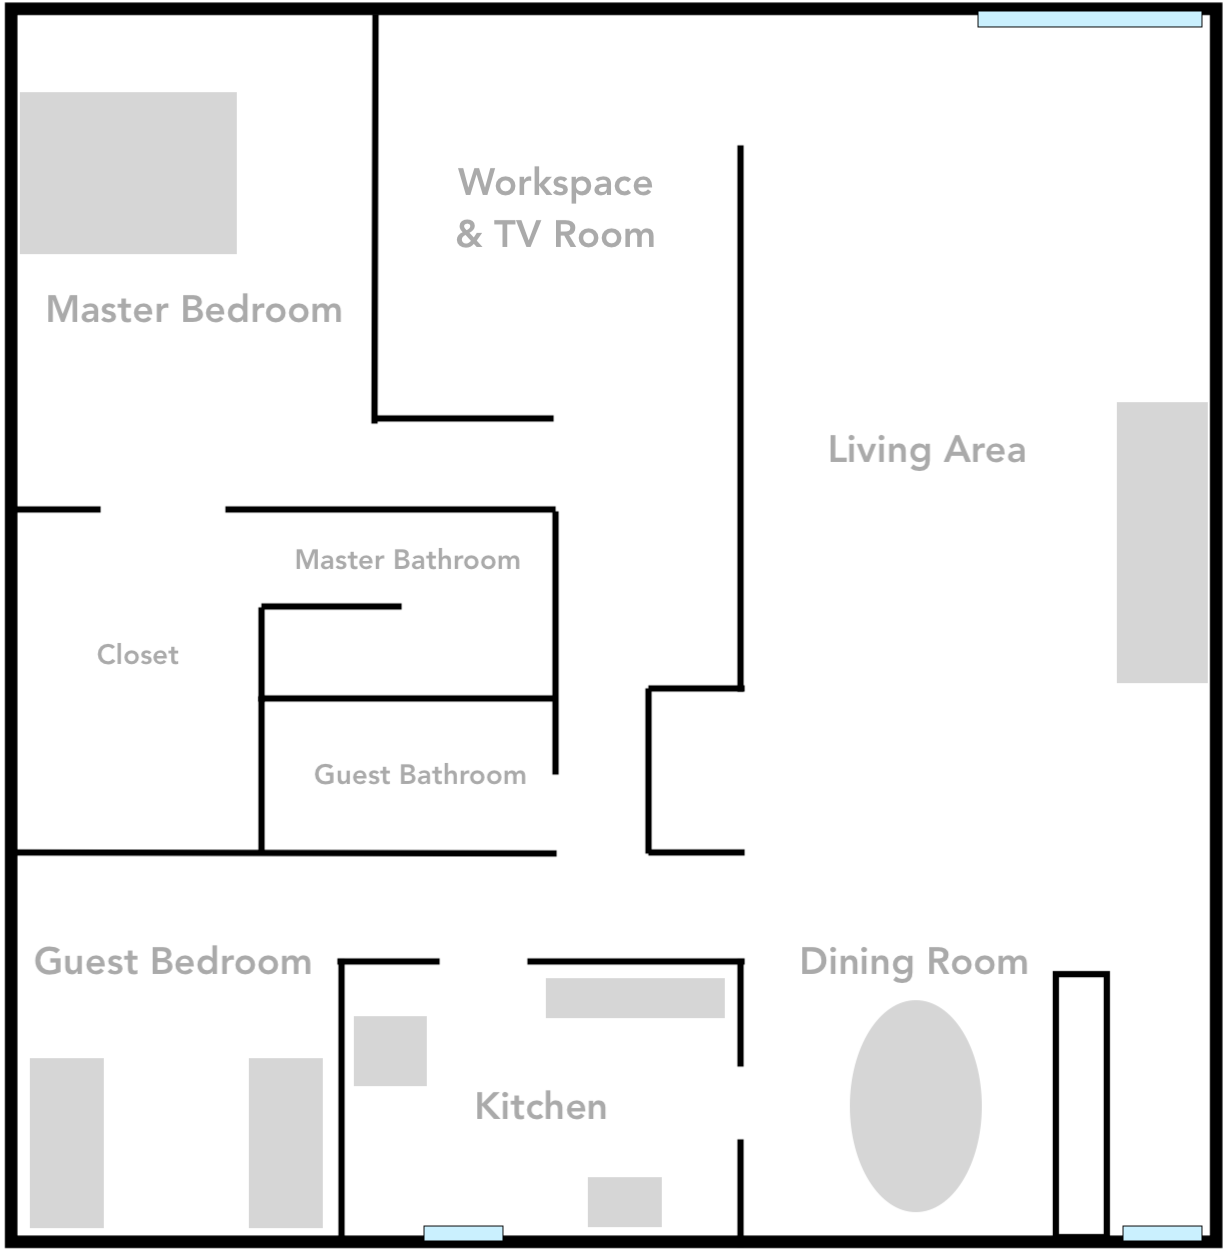 Workspace
& TV Room
Master Bedroom
Living Area
Master Bathroom
Closet
Guest Bathroom
Guest Bedroom
Dining Room
Kitchen